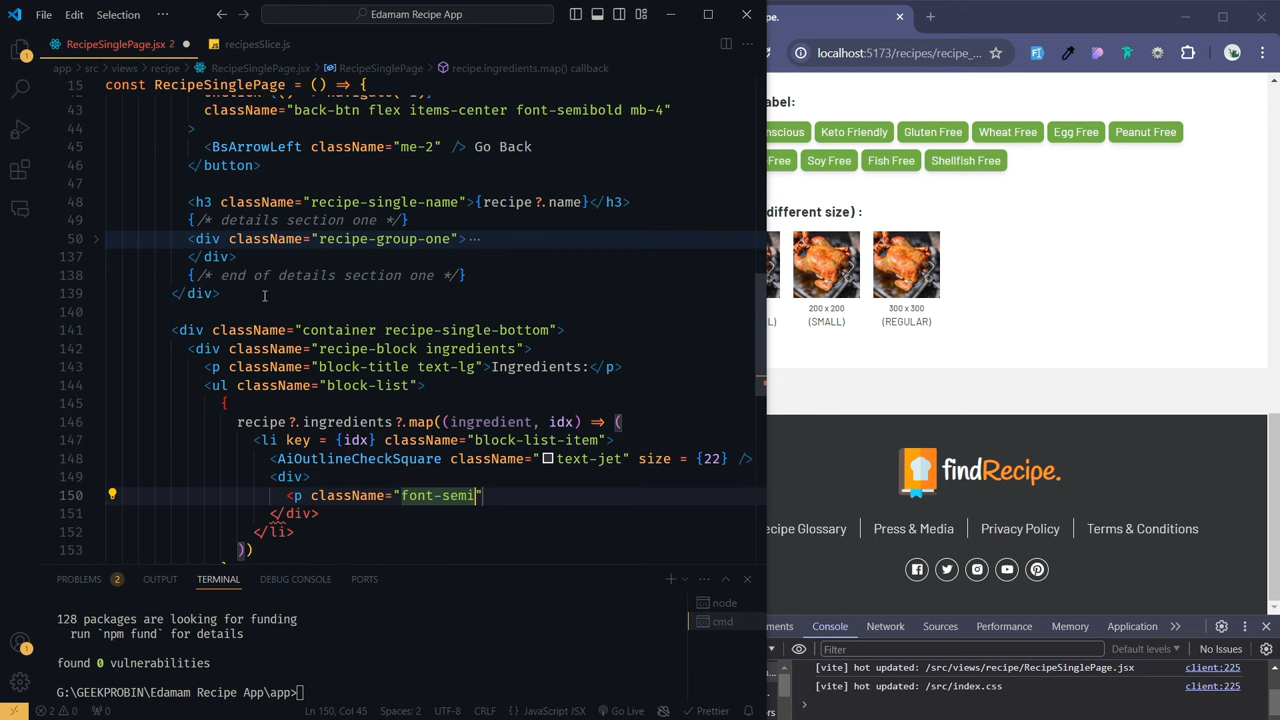 File Edit Selection Edamam Recipe App
RecipeSinglePage.jsx 2 recipesSlice.js
app > src > views > recipe > RecipeSinglePage.jsx > RecipeSinglePage > recipe.ingredients.map() callback
15 const RecipeSinglePage = () => {
43 className="back-btn flex items-center font-semibold mb-4"
44 >
45 <BsArrowLeft className="me-2" /> Go Back
46 </button>
47
48 <h3 className="recipe-single-name">{recipe?.name}</h3>
49 {/* details section one */}
50 <div className="recipe-group-one">
137 </div>
138 {/* end of details section one */}
139 </div>
140
141 <div className="container recipe-single-bottom">
142 <div className="recipe-block ingredients">
143 <p className="block-title text-lg">Ingredients:</p>
144 <ul className="block-list">
145 {
146 recipe?.ingredients?.map((ingredient, idx) => (
147 <li key = {idx} className="block-list-item">
148 <AiOutlineCheckSquare className="text-jet" size = {22} />
149 <div>
150 <p className="font-semi"
151 </div>
152 </li>
153 ))
PROBLEMS 2 OUTPUT TERMINAL DEBUG CONSOLE PORTS
128 packages are looking for funding
run `npm fund` for details
found 0 vulnerabilities
G:\GEEKPROBIN\Edamam Recipe App\app>
node
cmd
2 0 0 Ln 150, Col 45 Spaces: 2 UTF-8 CRLF {} JavaScript JSX Go Live Prettier
pe.
localhost:5173/recipes/recipe_...
abel:
nscious Keto Friendly Gluten Free Wheat Free Egg Free Peanut Free
Free Soy Free Fish Free Shellfish Free
different size) :
200 x 200 300 x 300
L) (SMALL) (REGULAR)
findRecipe.
ecipe Glossary Press & Media Privacy Policy Terms & Conditions
ments Console Network Sources Performance Memory Application
Filter Default levels No Issues
[vite] hot updated: /src/views/recipe/RecipeSinglePage.jsx client:225
[vite] hot updated: /src/index.css client:225